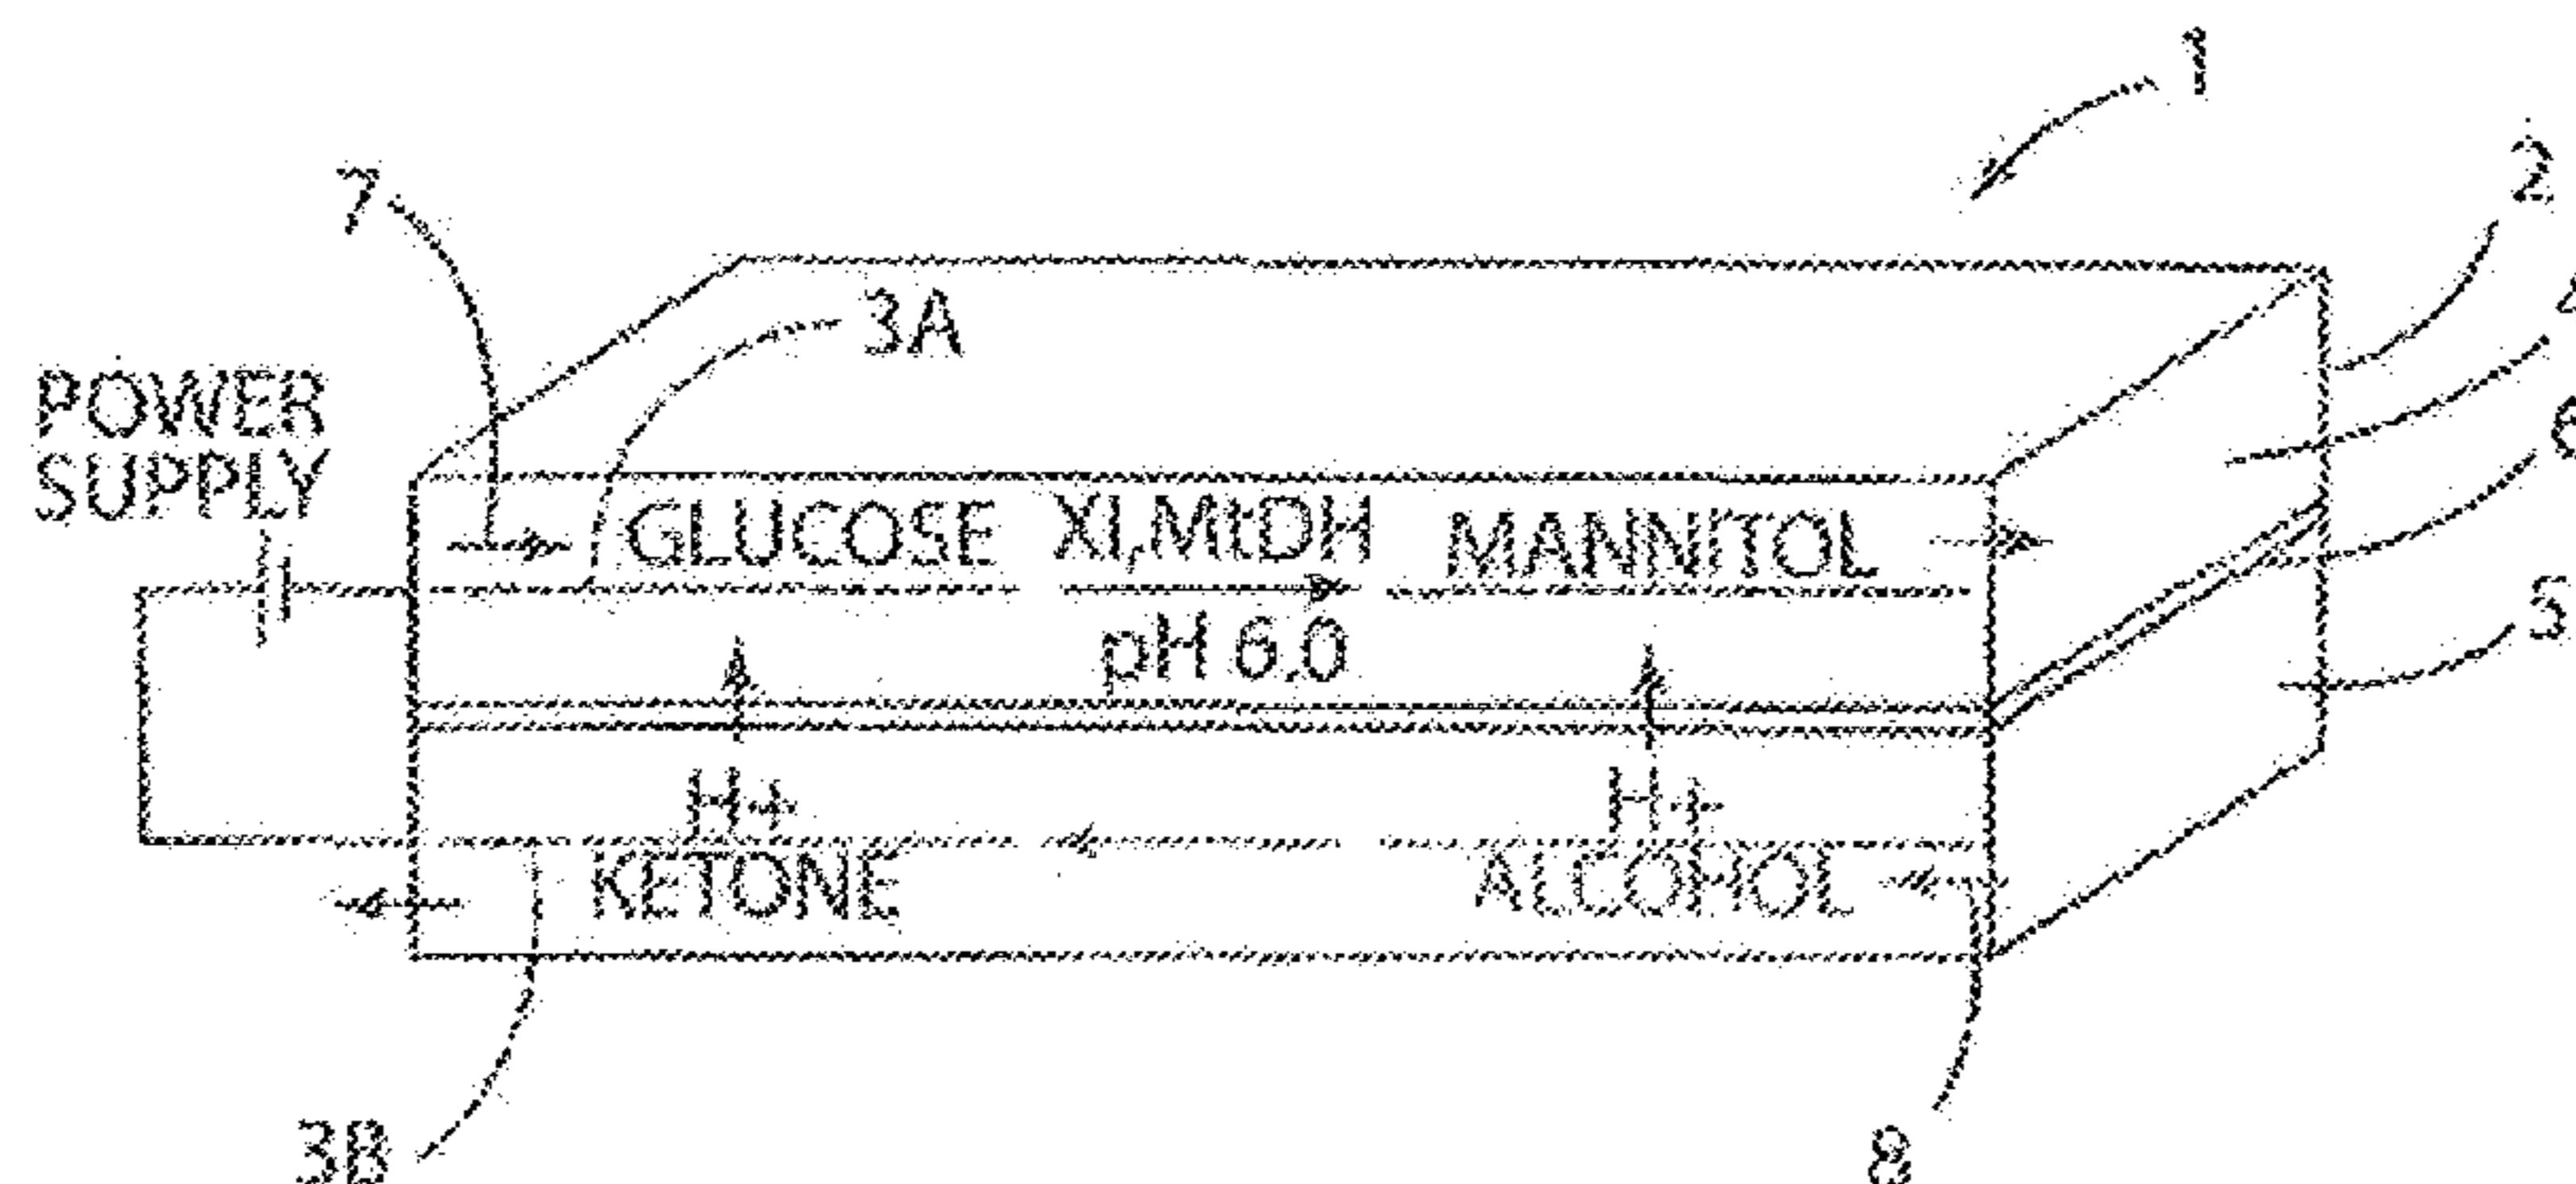 1
2
7
3A
4
POWER
SUPPLY
6
GLUCOSE XI,MtDH MANNITOL
5
pH 6.0
H+ H+
KETONE ALCOHOL
3B
8